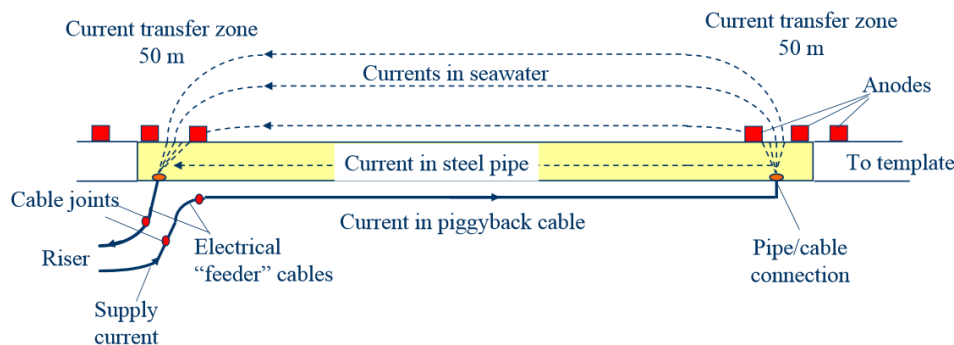 Current transfer zone
50 m
Current transfer zone
50 m
Currents in seawater
Anodes
Current in steel pipe
To template
Cable joints
Current in piggyback cable
Riser
Electrical
“feeder” cables
Pipe/cable
connection
Supply
current